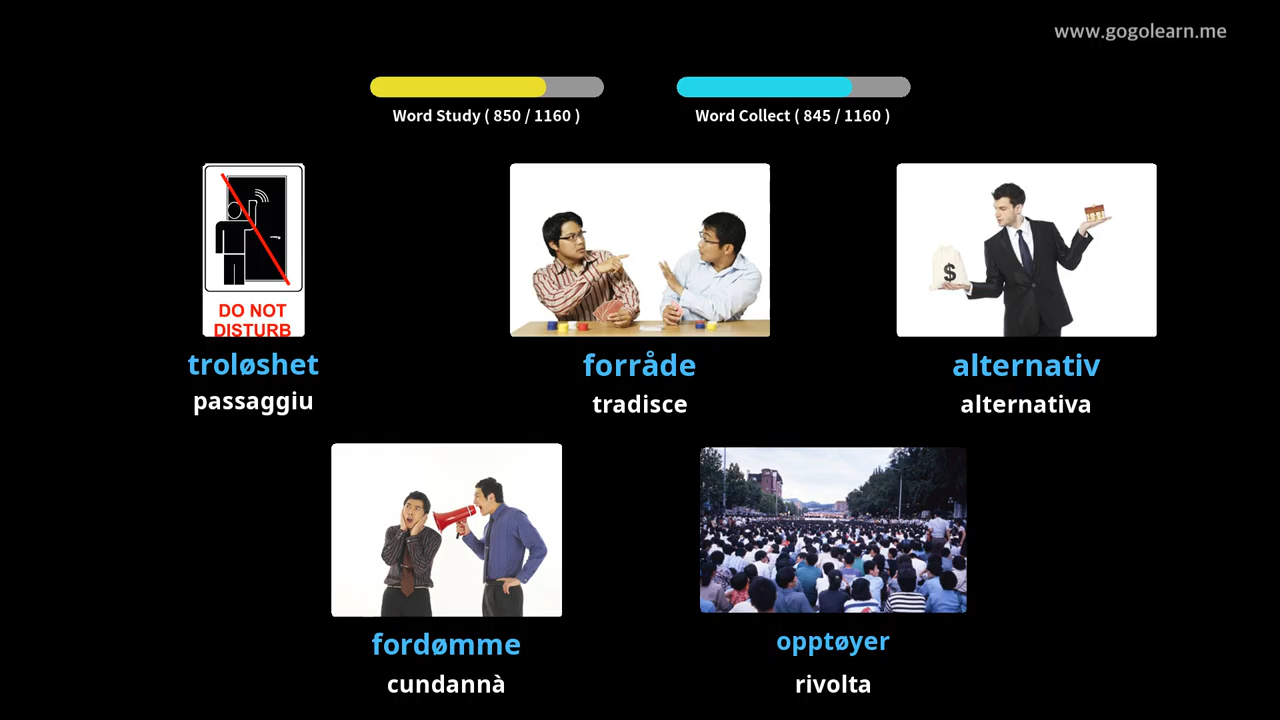 www.gogolearn.me
Word Study ( 850 / 1160 )
Word Collect ( 845 / 1160 )
DO NOT
DISTURB
$
troløshet
passaggiu
forråde
tradisce
alternativ
alternativa
fordømme
cundannà
opptøyer
rivolta